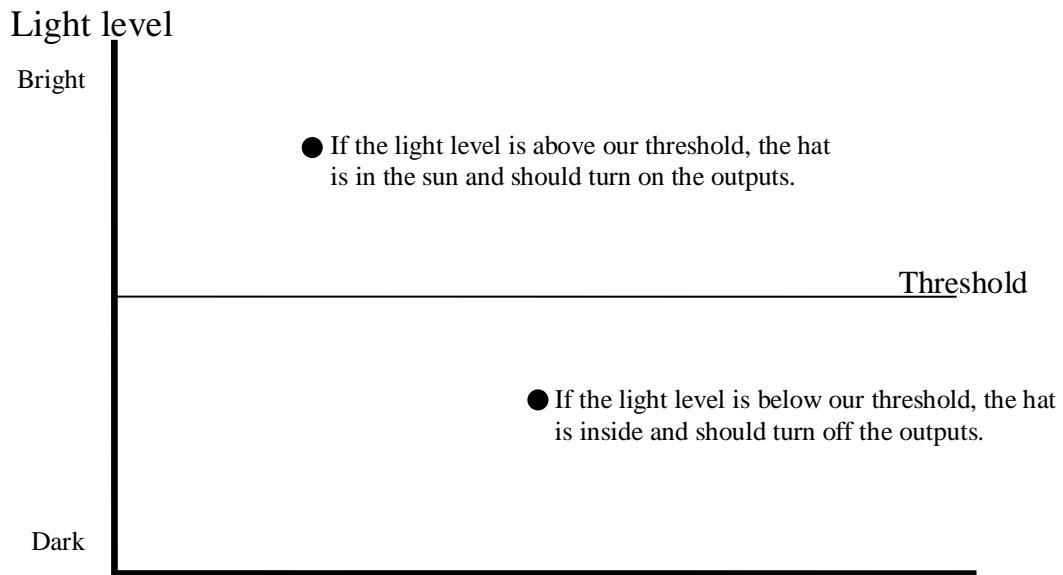 Light level
Bright
If the light level is above our threshold, the hat
is in the sun and should turn on the outputs.
Threshold
If the light level is below our threshold, the hat
is inside and should turn off the outputs.
Dark